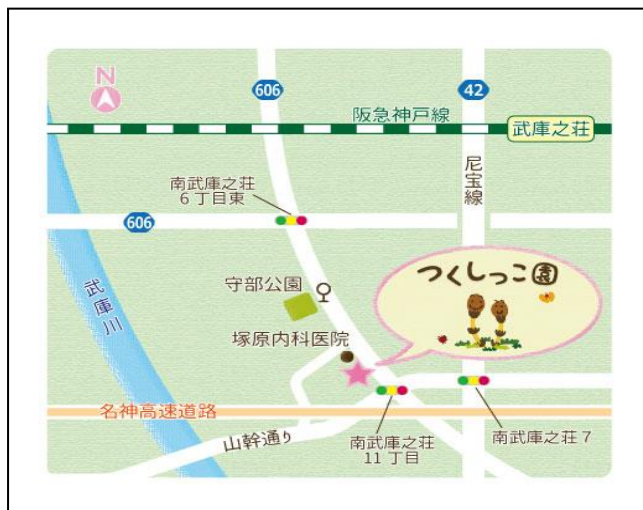 N
606
42
阪急神戸線
武庫之荘
尼宝線
南武庫之荘
6丁目東
606
武庫川
守部公園
つくしっこ園
塚原内科医院
名神高速道路
山幹通り
南武庫之荘
11丁目
南武庫之荘7